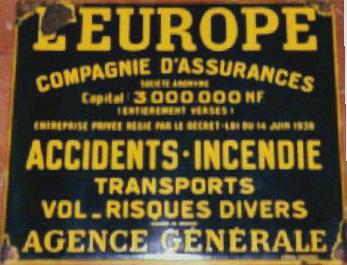 L'EUROPE
COMPAGNIE D'ASSURANCES
SOCIÉTÉ ANONYME
Capital : 3.000.000 NF
(ENTIÈREMENT VERSÉS)
ENTREPRISE PRIVÉE RÉGIE PAR LE DÉCRET-LOI DU 14 JUIN 1938
ACCIDENTS · INCENDIE
TRANSPORTS
VOL - RISQUES DIVERS
AGENCE GÉNÉRALE